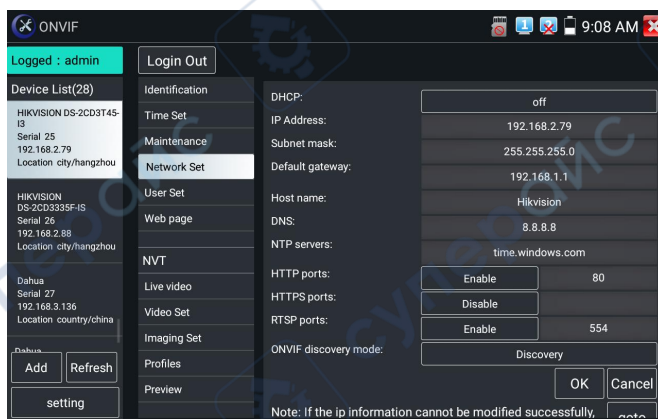 ONVIF
9:08 AM
Logged : admin
Login Out
Device List(28)
HIKVISION DS-2CD3T45-
I3
Serial 25
192.168.2.79
Location city/hangzhou
HIKVISION
DS-2CD3335F-IS
Serial 26
192.168.2.88
Location city/hangzhou
Dahua
Serial 27
192.168.3.136
Location country/china
Dahua
Add
Refresh
setting
Identification
Time Set
Maintenance
Network Set
User Set
Web page
NVT
Live video
Video Set
Imaging Set
Profiles
Preview
DHCP:
off
IP Address:
192.168.2.79
Subnet mask:
255.255.255.0
Default gateway:
192.168.1.1
Host name:
Hikvision
DNS:
8.8.8.8
NTP servers:
time.windows.com
HTTP ports:
Enable
80
HTTPS ports:
Disable
RTSP ports:
Enable
554
ONVIF discovery mode:
Discovery
OK
Cancel
Note: If the ip information cannot be modified successfully,
goto